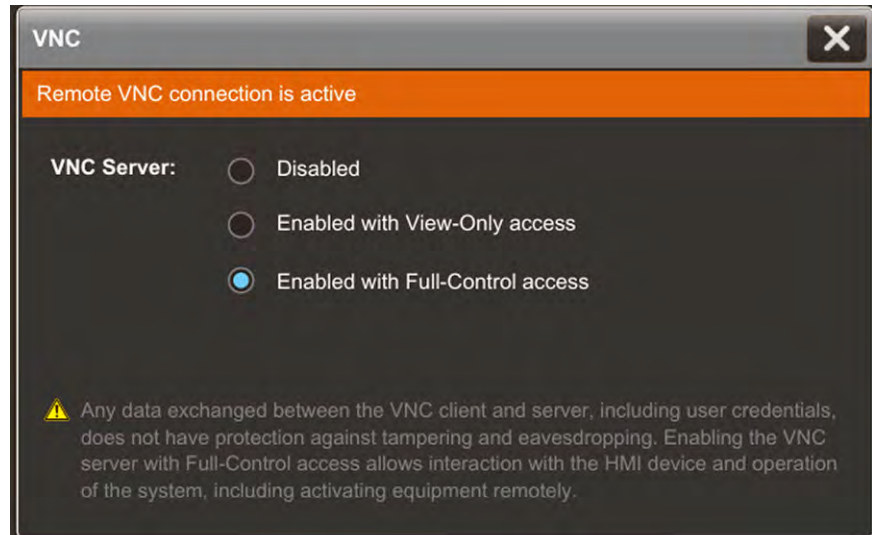 VNC
Remote VNC connection is active
VNC Server:
Disabled
Enabled with View-Only access
Enabled with Full-Control access
Any data exchanged between the VNC client and server, including user credentials,
does not have protection against tampering and eavesdropping. Enabling the VNC
server with Full-Control access allows interaction with the HMI device and operation
of the system, including activating equipment remotely.